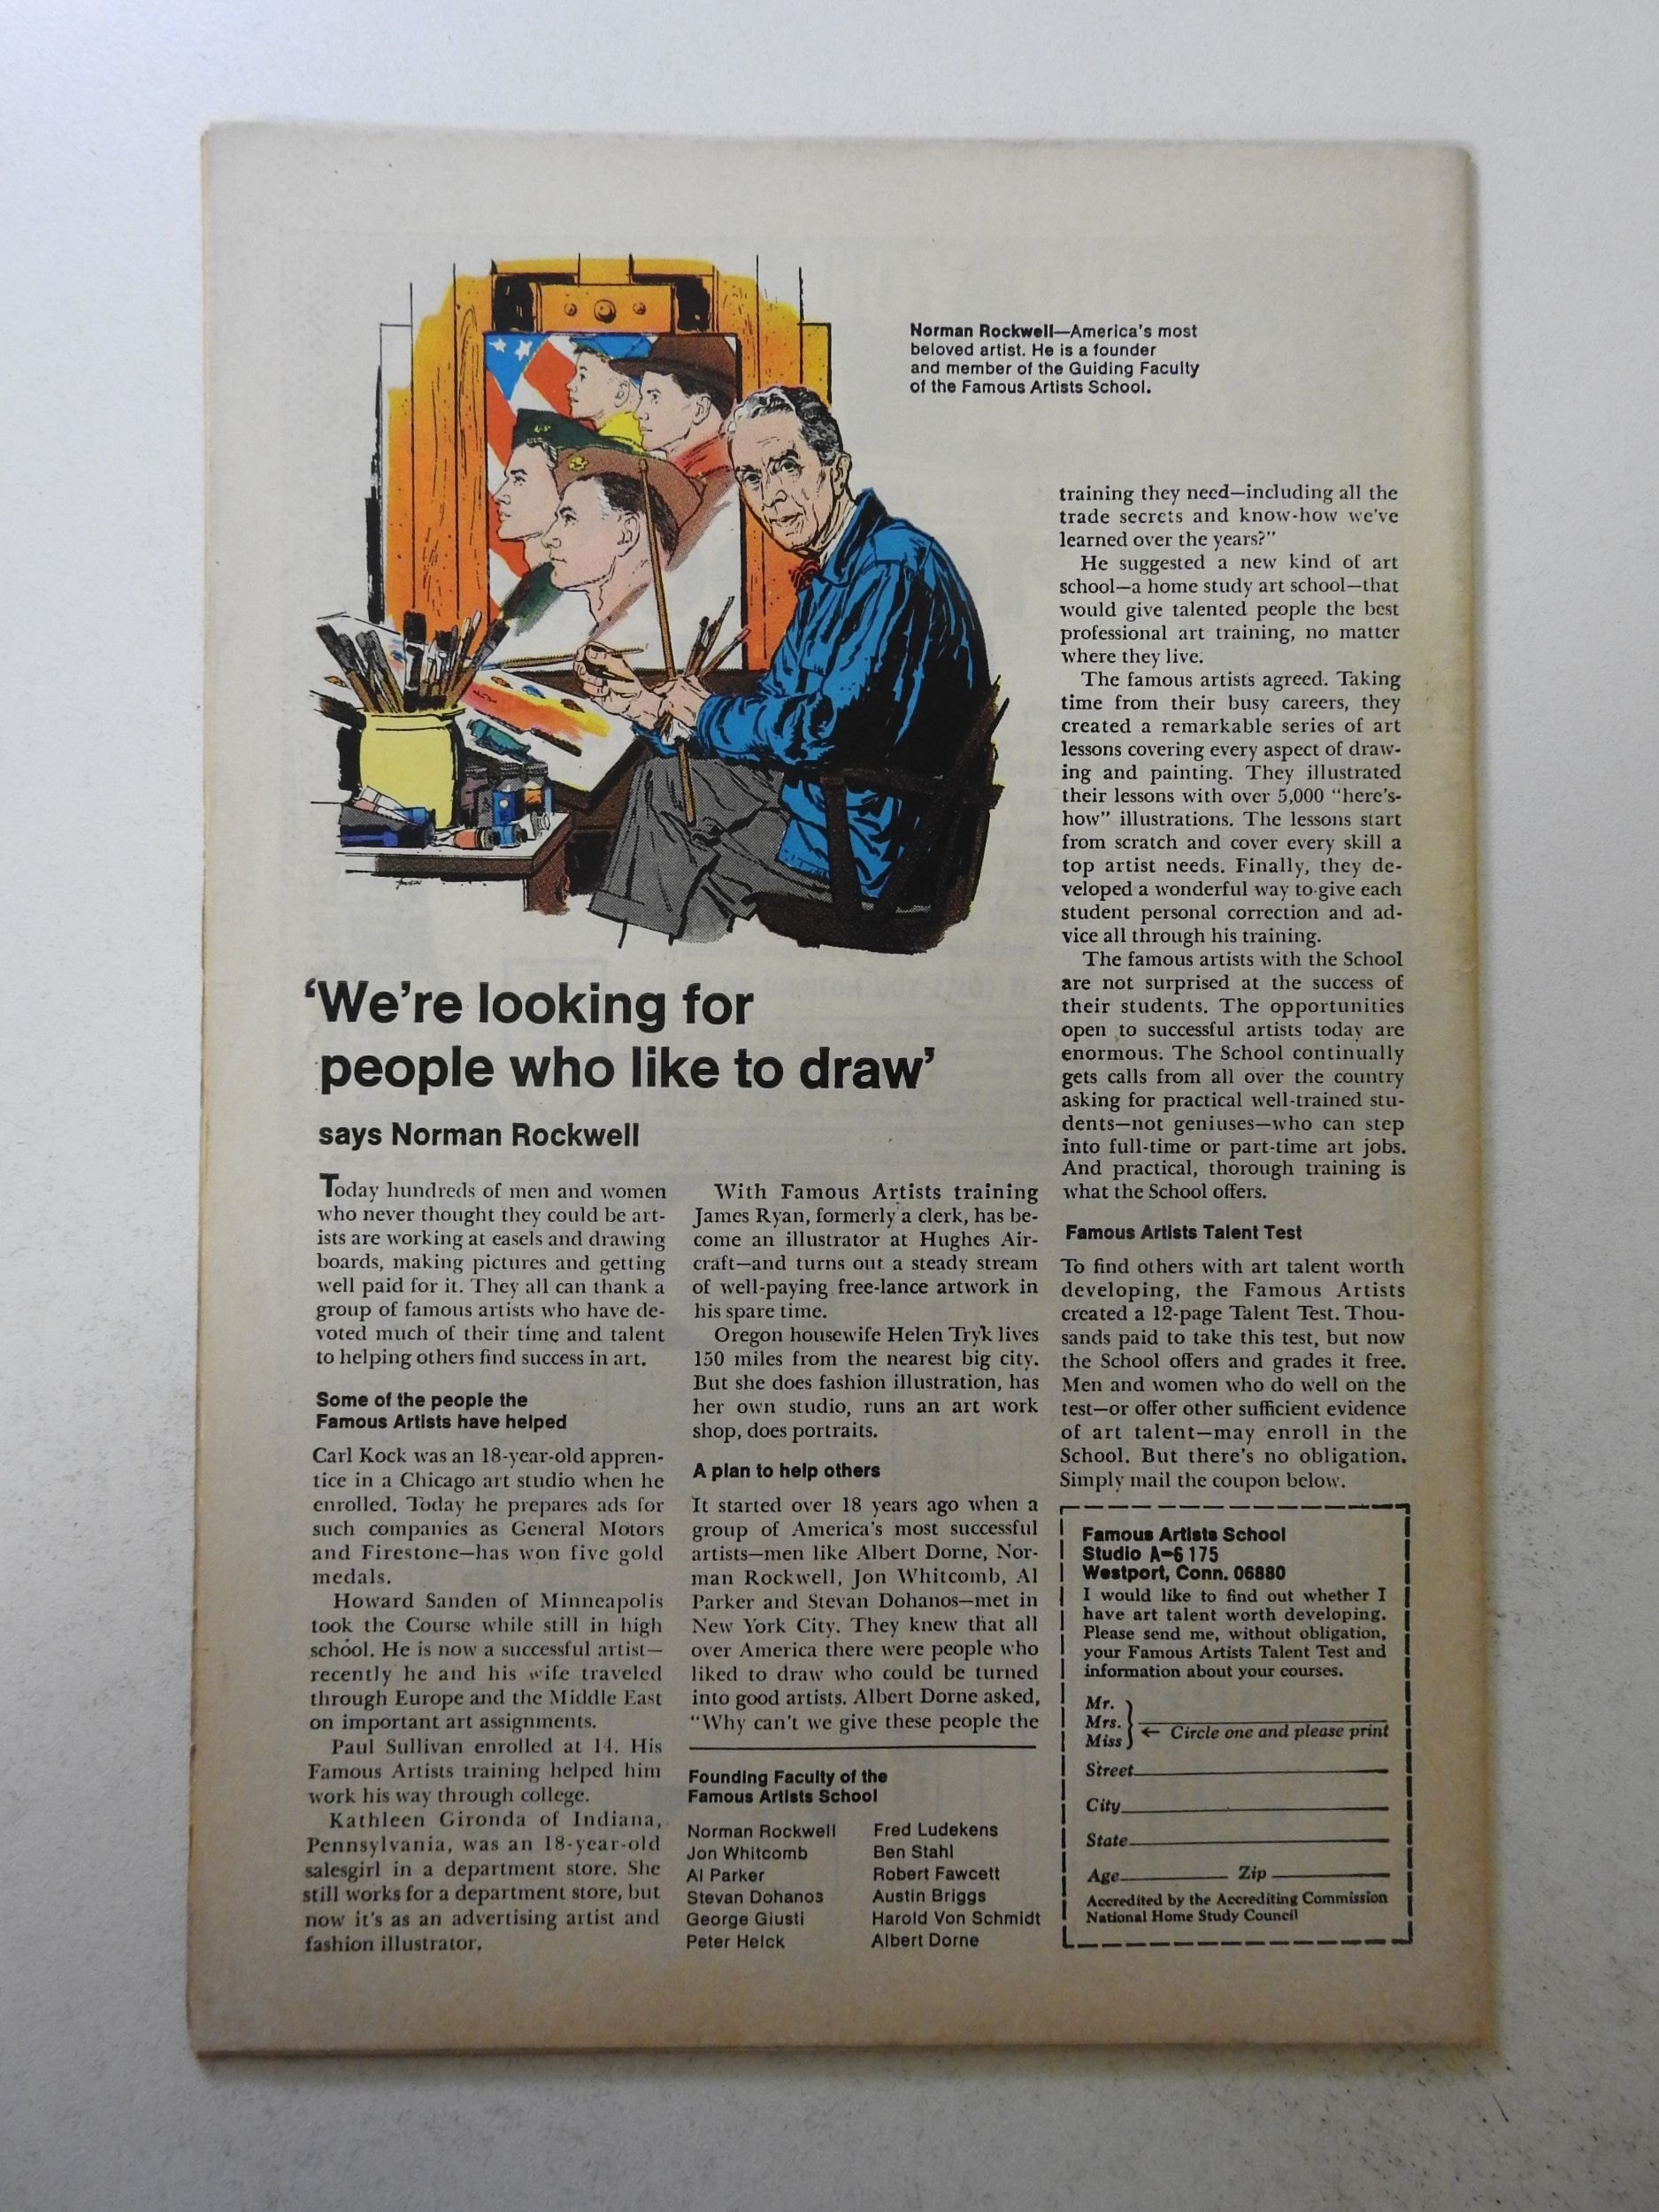 Norman Rockwell—America's most
beloved artist. He is a founder
and member of the Guiding Faculty
of the Famous Artists School.
'We're looking for
people who like to draw'
says Norman Rockwell
Today hundreds of men and women
who never thought they could be art-
ists are working at easels and drawing
boards, making pictures and getting
well paid for it. They all can thank a
group of famous artists who have de-
voted much of their time and talent
to helping others find success in art.
Some of the people the
Famous Artists have helped
Carl Kock was an 18-year-old appren-
tice in a Chicago art studio when he
enrolled. Today he prepares ads for
such companies as General Motors
and Firestone—has won five gold
medals.
Howard Sanden of Minneapolis
took the Course while still in high
school. He is now a successful artist—
recently he and his wife traveled
through Europe and the Middle East
on important art assignments.
Paul Sullivan enrolled at 14. His
Famous Artists training helped him
work his way through college.
Kathleen Gironda of Indiana,
Pennsylvania, was an 18-year-old
salesgirl in a department store. She
still works for a department store, but
now it's as an advertising artist and
fashion illustrator.
With Famous Artists training
James Ryan, formerly a clerk, has be-
come an illustrator at Hughes Air-
craft—and turns out a steady stream
of well-paying free-lance artwork in
his spare time.
Oregon housewife Helen Tryk lives
150 miles from the nearest big city.
But she does fashion illustration, has
her own studio, runs an art work
shop, does portraits.
A plan to help others
It started over 18 years ago when a
group of America's most successful
artists—men like Albert Dorne, Nor-
man Rockwell, Jon Whitcomb, Al
Parker and Stevan Dohanos—met in
New York City. They knew that all
over America there were people who
liked to draw who could be turned
into good artists. Albert Dorne asked,
"Why can't we give these people the
training they need—including all the
trade secrets and know-how we've
learned over the years?"
He suggested a new kind of art
school—a home study art school—that
would give talented people the best
professional art training, no matter
where they live.
The famous artists agreed. Taking
time from their busy careers, they
created a remarkable series of art
lessons covering every aspect of draw-
ing and painting. They illustrated
their lessons with over 5,000 "here's-
how" illustrations. The lessons start
from scratch and cover every skill a
top artist needs. Finally, they de-
veloped a wonderful way to give each
student personal correction and ad-
vice all through his training.
The famous artists with the School
are not surprised at the success of
their students. The opportunities
open to successful artists today are
enormous. The School continually
gets calls from all over the country
asking for practical well-trained stu-
dents—not geniuses—who can step
into full-time or part-time art jobs.
And practical, thorough training is
what the School offers.
Famous Artists Talent Test
To find others with art talent worth
developing, the Famous Artists
created a 12-page Talent Test. Thou-
sands paid to take this test, but now
the School offers and grades it free.
Men and women who do well on the
test—or offer other sufficient evidence
of art talent—may enroll in the
School. But there's no obligation.
Simply mail the coupon below.
Founding Faculty of the
Famous Artists School
Norman Rockwell
Jon Whitcomb
Al Parker
Stevan Dohanos
George Giusti
Peter Helck
Fred Ludekens
Ben Stahl
Robert Fawcett
Austin Briggs
Harold Von Schmidt
Albert Dorne
Famous Artists School
Studio A-6175
Westport, Conn. 06880
I would like to find out whether I
have art talent worth developing.
Please send me, without obligation,
your Famous Artists Talent Test and
information about your courses.
Mr.
Mrs.
Miss
← Circle one and please print
Street
City
State
Age Zip
Accredited by the Accrediting Commission
National Home Study Council